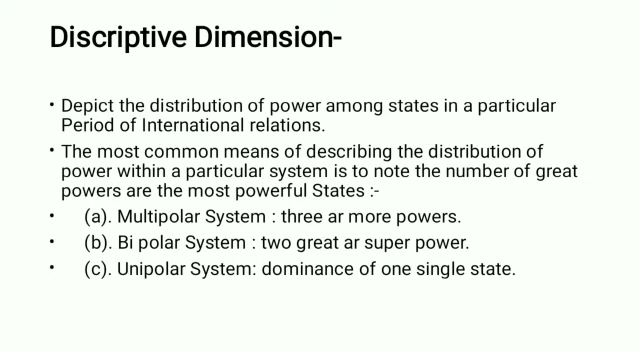 Discriptive Dimension-
• Depict the distribution of power among states in a particular
Period of International relations.
• The most common means of describing the distribution of
power within a particular system is to note the number of great
powers are the most powerful States :-
• (a). Multipolar System : three ar more powers.
• (b). Bi polar System : two great ar super power.
• (c). Unipolar System: dominance of one single state.